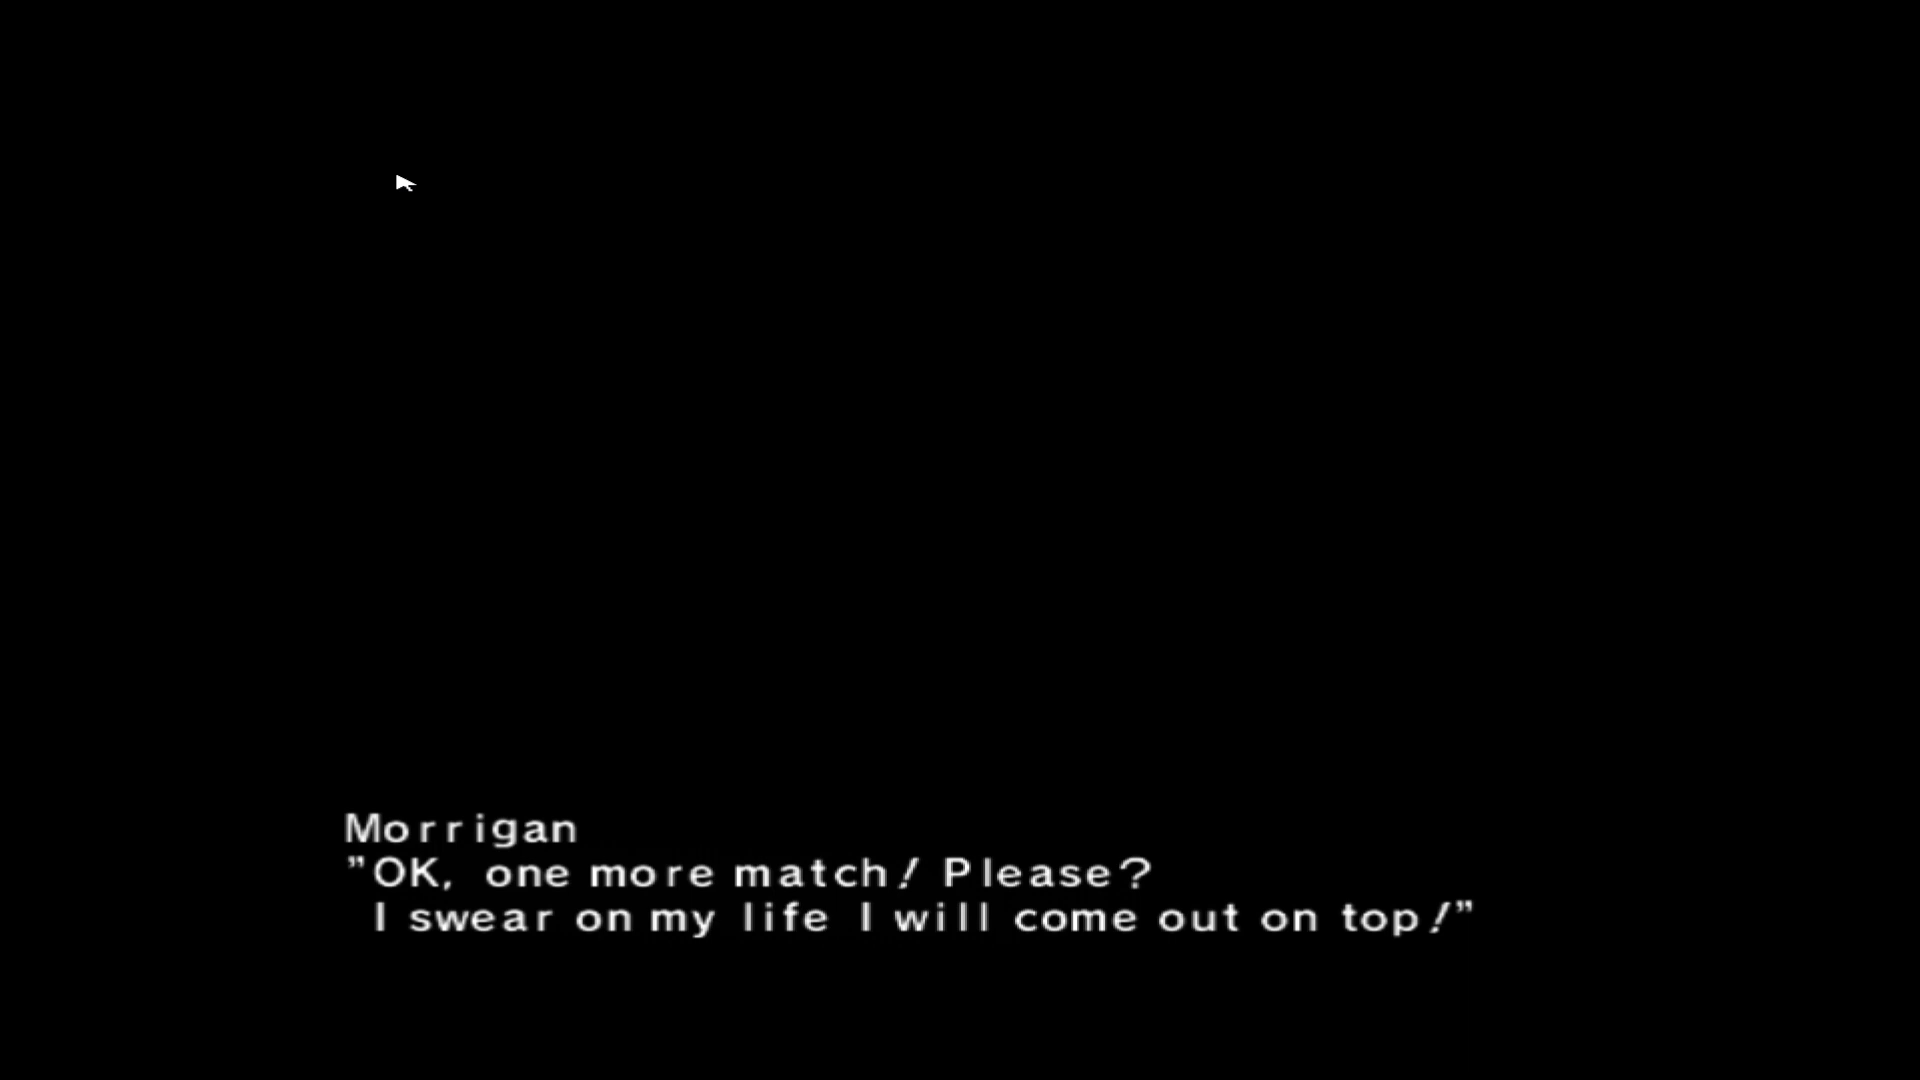 Morrigan
"OK, one more match! Please?
I swear on my life I will come out on top!"